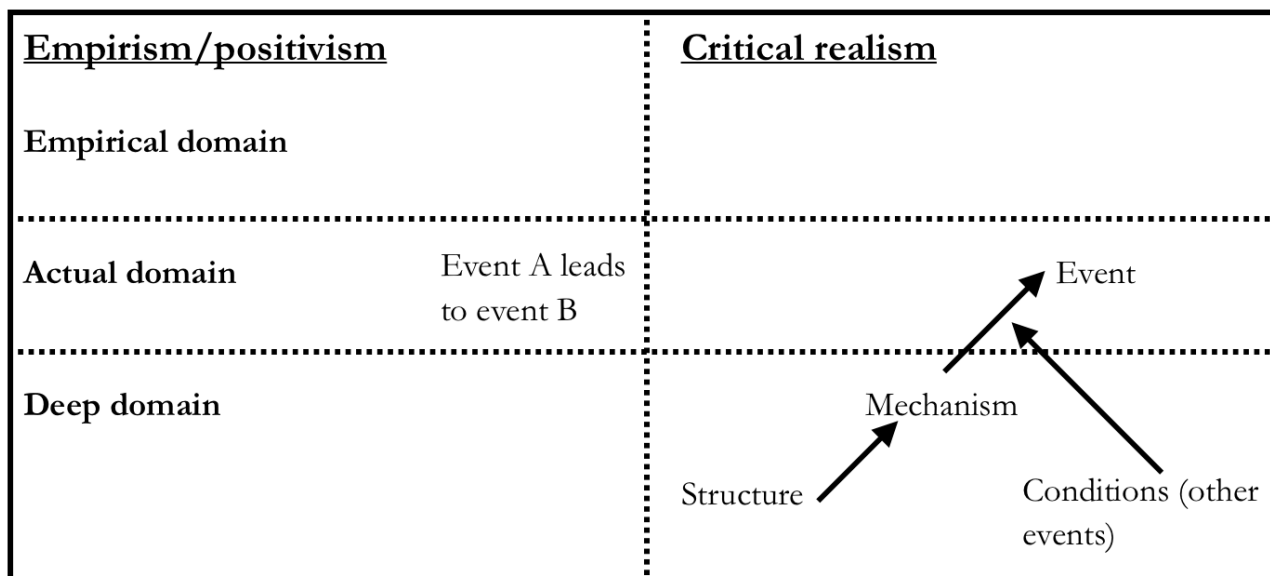 Empirism/positivism
Critical realism
Empirical domain
Actual domain
Event A leads
to event B
Event
Deep domain
Mechanism
Structure
Conditions (other
events)